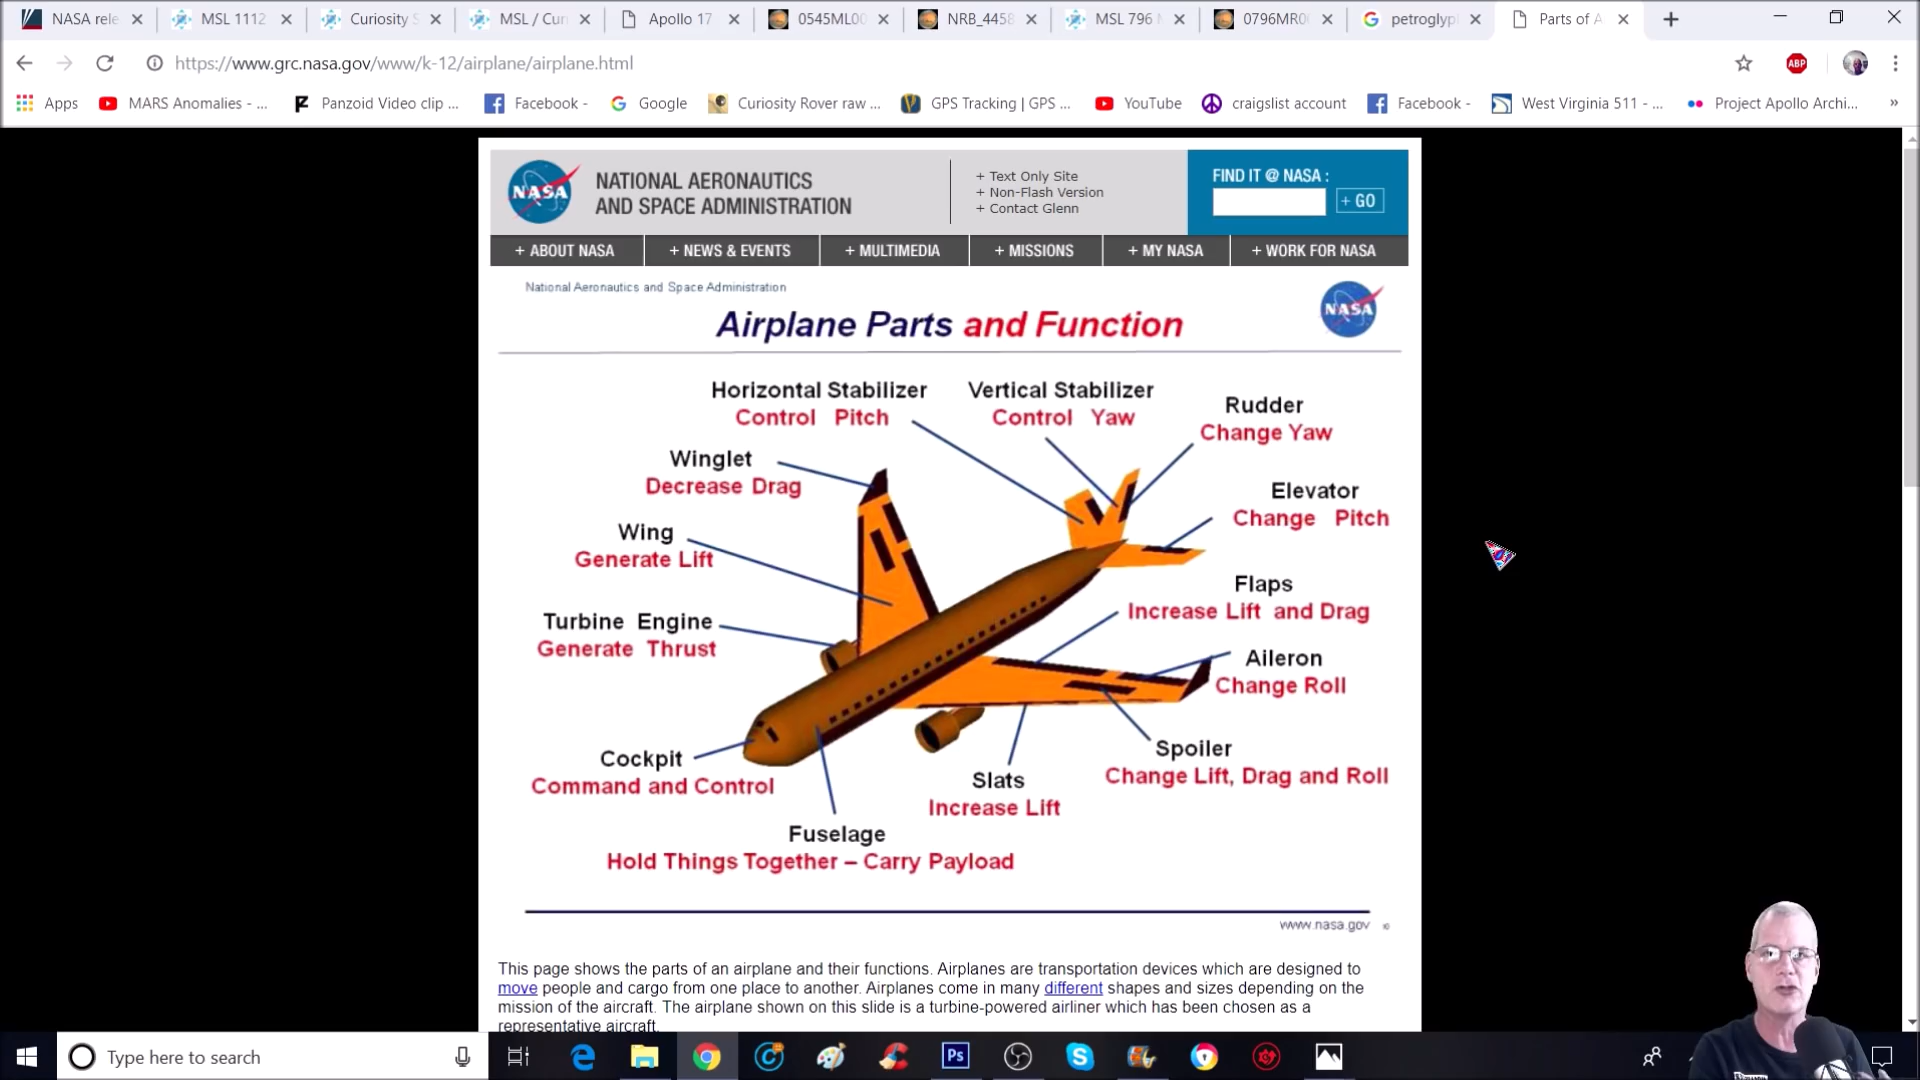 NASA rele
MSL 1112
Curiosity S
MSL / Curi
Apollo 17
0545ML00
NRB_4458
MSL 796 M
0796MR0
petroglyph
Parts of A
https://www.grc.nasa.gov/www/k-12/airplane/airplane.html
ABP
Apps
MARS Anomalies - ...
Panzoid Video clip ...
Facebook -
Google
Curiosity Rover raw ...
GPS Tracking | GPS ...
YouTube
craigslist account
Facebook -
West Virginia 511 - ...
Project Apollo Archi...
»
NASA
NATIONAL AERONAUTICS
AND SPACE ADMINISTRATION
+ Text Only Site
+ Non-Flash Version
+ Contact Glenn
FIND IT @ NASA :
+ GO
+ ABOUT NASA
+ NEWS & EVENTS
+ MULTIMEDIA
+ MISSIONS
+ MY NASA
+ WORK FOR NASA
National Aeronautics and Space Administration
NASA
Airplane Parts and Function
Horizontal Stabilizer
Control Pitch
Vertical Stabilizer
Control Yaw
Rudder
Change Yaw
Winglet
Decrease Drag
Elevator
Change Pitch
Wing
Generate Lift
Flaps
Increase Lift and Drag
Turbine Engine
Generate Thrust
Aileron
Change Roll
Cockpit
Command and Control
Spoiler
Change Lift, Drag and Roll
Slats
Increase Lift
Fuselage
Hold Things Together – Carry Payload
www.nasa.gov
This page shows the parts of an airplane and their functions. Airplanes are transportation devices which are designed to
move people and cargo from one place to another. Airplanes come in many different shapes and sizes depending on the
mission of the aircraft. The airplane shown on this slide is a turbine-powered airliner which has been chosen as a
representative aircraft.
Type here to search
Ps